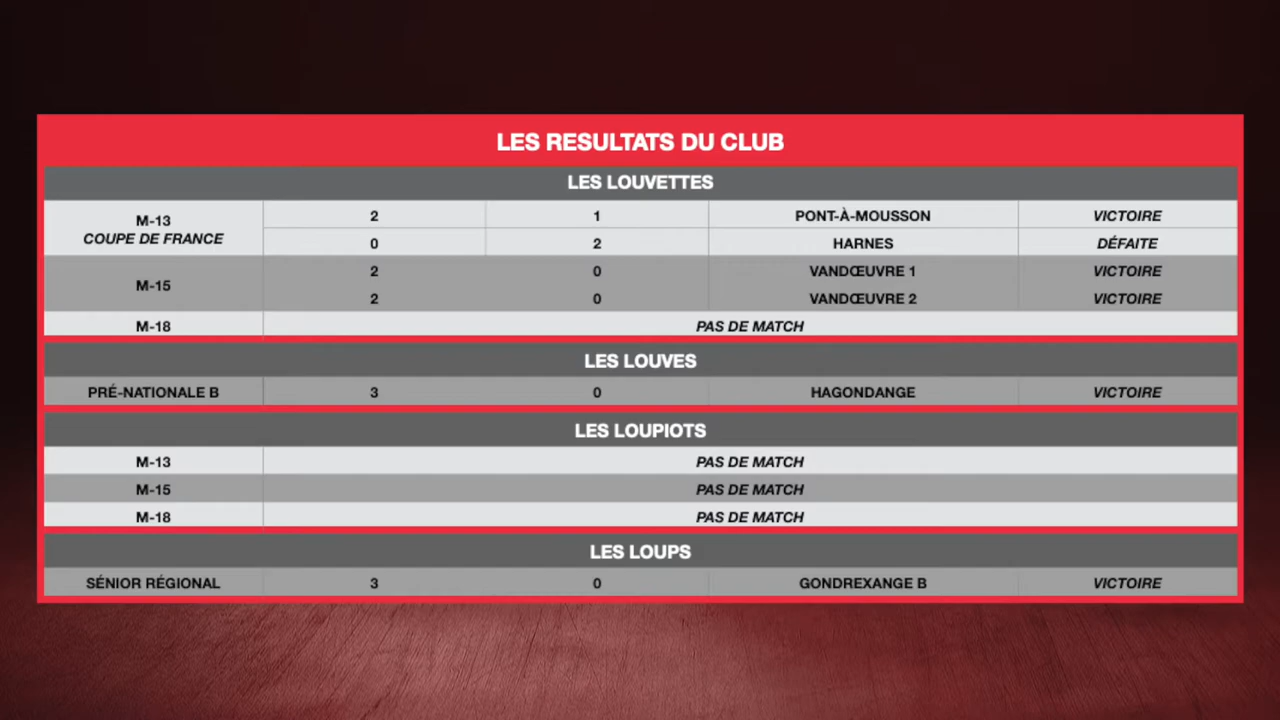 LES RESULTATS DU CLUB
LES LOUVETTES
M-13
COUPE DE FRANCE
2 1 PONT-À-MOUSSON VICTOIRE
0 2 HARNES DÉFAITE
M-15
2 0 VANDŒUVRE 1 VICTOIRE
2 0 VANDŒUVRE 2 VICTOIRE
M-18 PAS DE MATCH
LES LOUVES
PRÉ-NATIONALE B 3 0 HAGONDANGE VICTOIRE
LES LOUPIOTS
M-13 PAS DE MATCH
M-15 PAS DE MATCH
M-18 PAS DE MATCH
LES LOUPS
SÉNIOR RÉGIONAL 3 0 GONDREXANGE B VICTOIRE